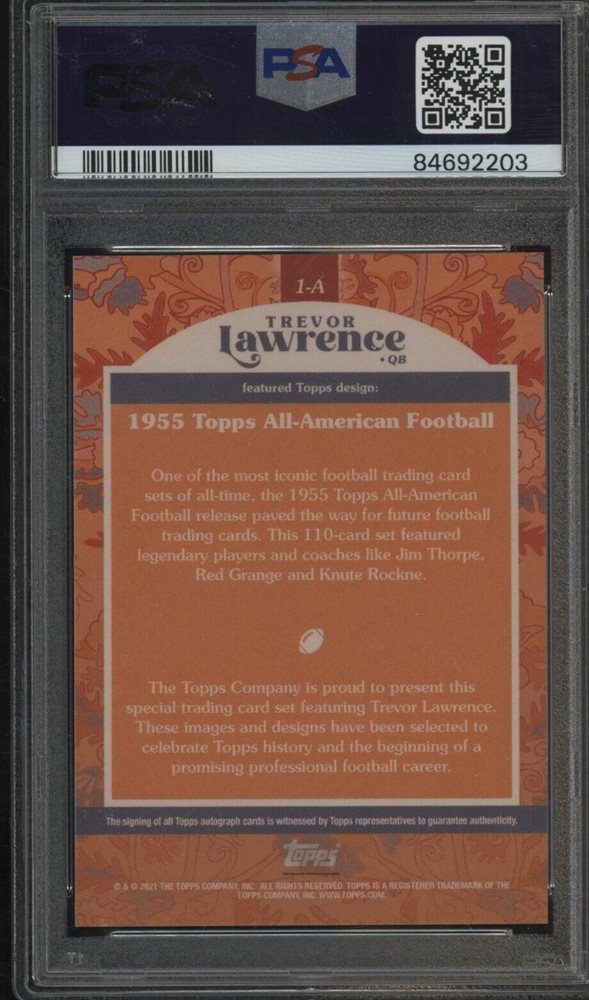 PSA
PSA
84692203
1-A
TREVOR
Lawrence
• QB
featured Topps design:
1955 Topps All-American Football
One of the most iconic football trading card
sets of all-time, the 1955 Topps All-American
Football release paved the way for future football
trading cards. This 110-card set featured
legendary players and coaches like Jim Thorpe,
Red Grange and Knute Rockne.
The Topps Company is proud to present this
special trading card set featuring Trevor Lawrence.
These images and designs have been selected to
celebrate Topps history and the beginning of a
promising professional football career.
The signing of all Topps autograph cards is witnessed by Topps representatives to guarantee authenticity.
Topps
® & © 2021 THE TOPPS COMPANY, INC. ALL RIGHTS RESERVED. TOPPS IS A REGISTERED TRADEMARK OF THE
TOPPS COMPANY, INC. WWW.TOPPS.COM.
PSA